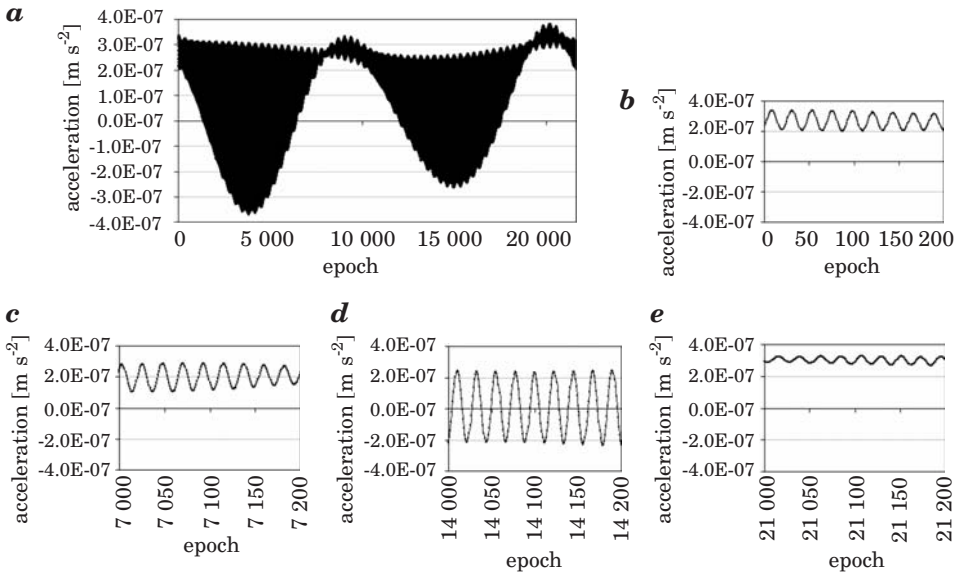 a
acceleration [m s-2]
4.0E-07
3.0E-07
2.0E-07
1.0E-07
0.0E-07
-1.0E-07
-2.0E-07
-3.0E-07
-4.0E-07
0 5 000 10 000 15 000 20 000
epoch
b
acceleration [m s-2]
4.0E-07
2.0E-07
0.0E-07
-2.0E-07
-4.0E-07
0 50 100 150 200
epoch
c
acceleration [m s-2]
4.0E-07
2.0E-07
0.0E-07
-2.0E-07
-4.0E-07
7 000
7 050
7 100
7 150
7 200
epoch
d
acceleration [m s-2]
4.0E-07
2.0E-07
0.0E-07
-2.0E-07
-4.0E-07
14 000
14 050
14 100
14 150
14 200
epoch
e
acceleration [m s-2]
4.0E-07
2.0E-07
0.0E-07
-2.0E-07
-4.0E-07
21 000
21 050
21 100
21 150
21 200
epoch